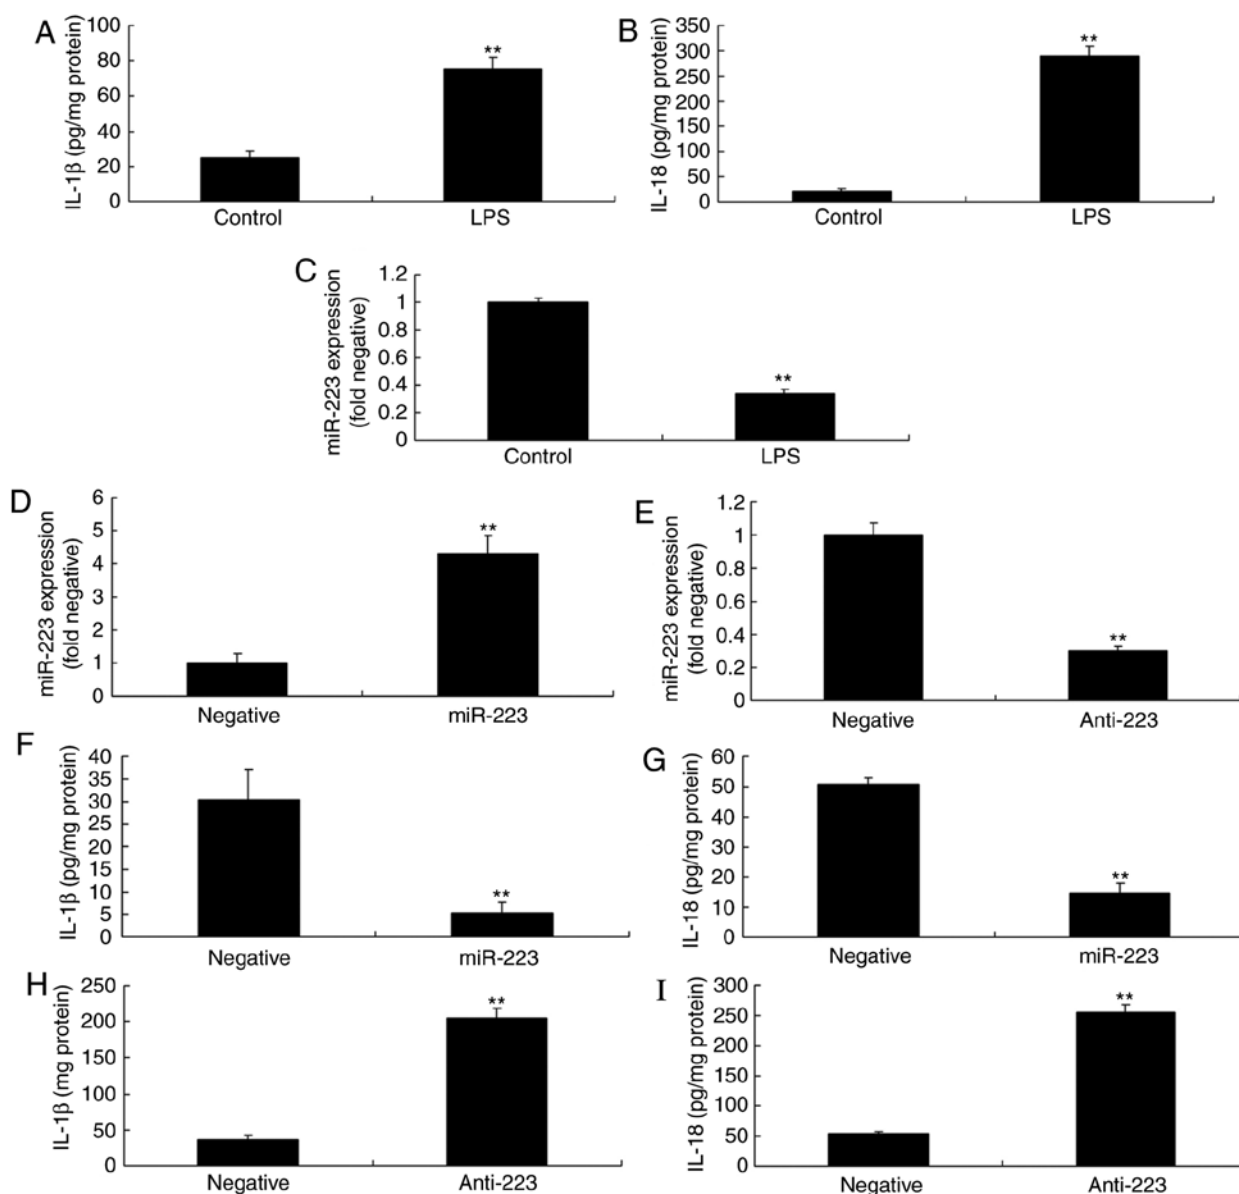 A
IL-1β (pg/mg protein)
100
80
60
40
20
0
**
Control
LPS
B
IL-18 (pg/mg protein)
350
300
250
200
150
100
50
0
**
Control
LPS
C
miR-223 expression
(fold negative)
1.2
1
0.8
0.6
0.4
0.2
0
**
Control
LPS
D
miR-223 expression
(fold negative)
6
5
4
3
2
1
0
**
Negative
miR-223
E
miR-223 expression
(fold negative)
1.2
1
0.8
0.6
0.4
0.2
0
**
Negative
Anti-223
F
IL-1β (pg/mg protein)
40
35
30
25
20
15
10
5
0
**
Negative
miR-223
G
IL-18 (pg/mg protein)
60
50
40
30
20
10
0
**
Negative
miR-223
H
IL-1β (mg protein)
250
200
150
100
50
0
**
Negative
Anti-223
I
IL-18 (pg/mg protein)
300
250
200
150
100
50
0
**
Negative
Anti-223